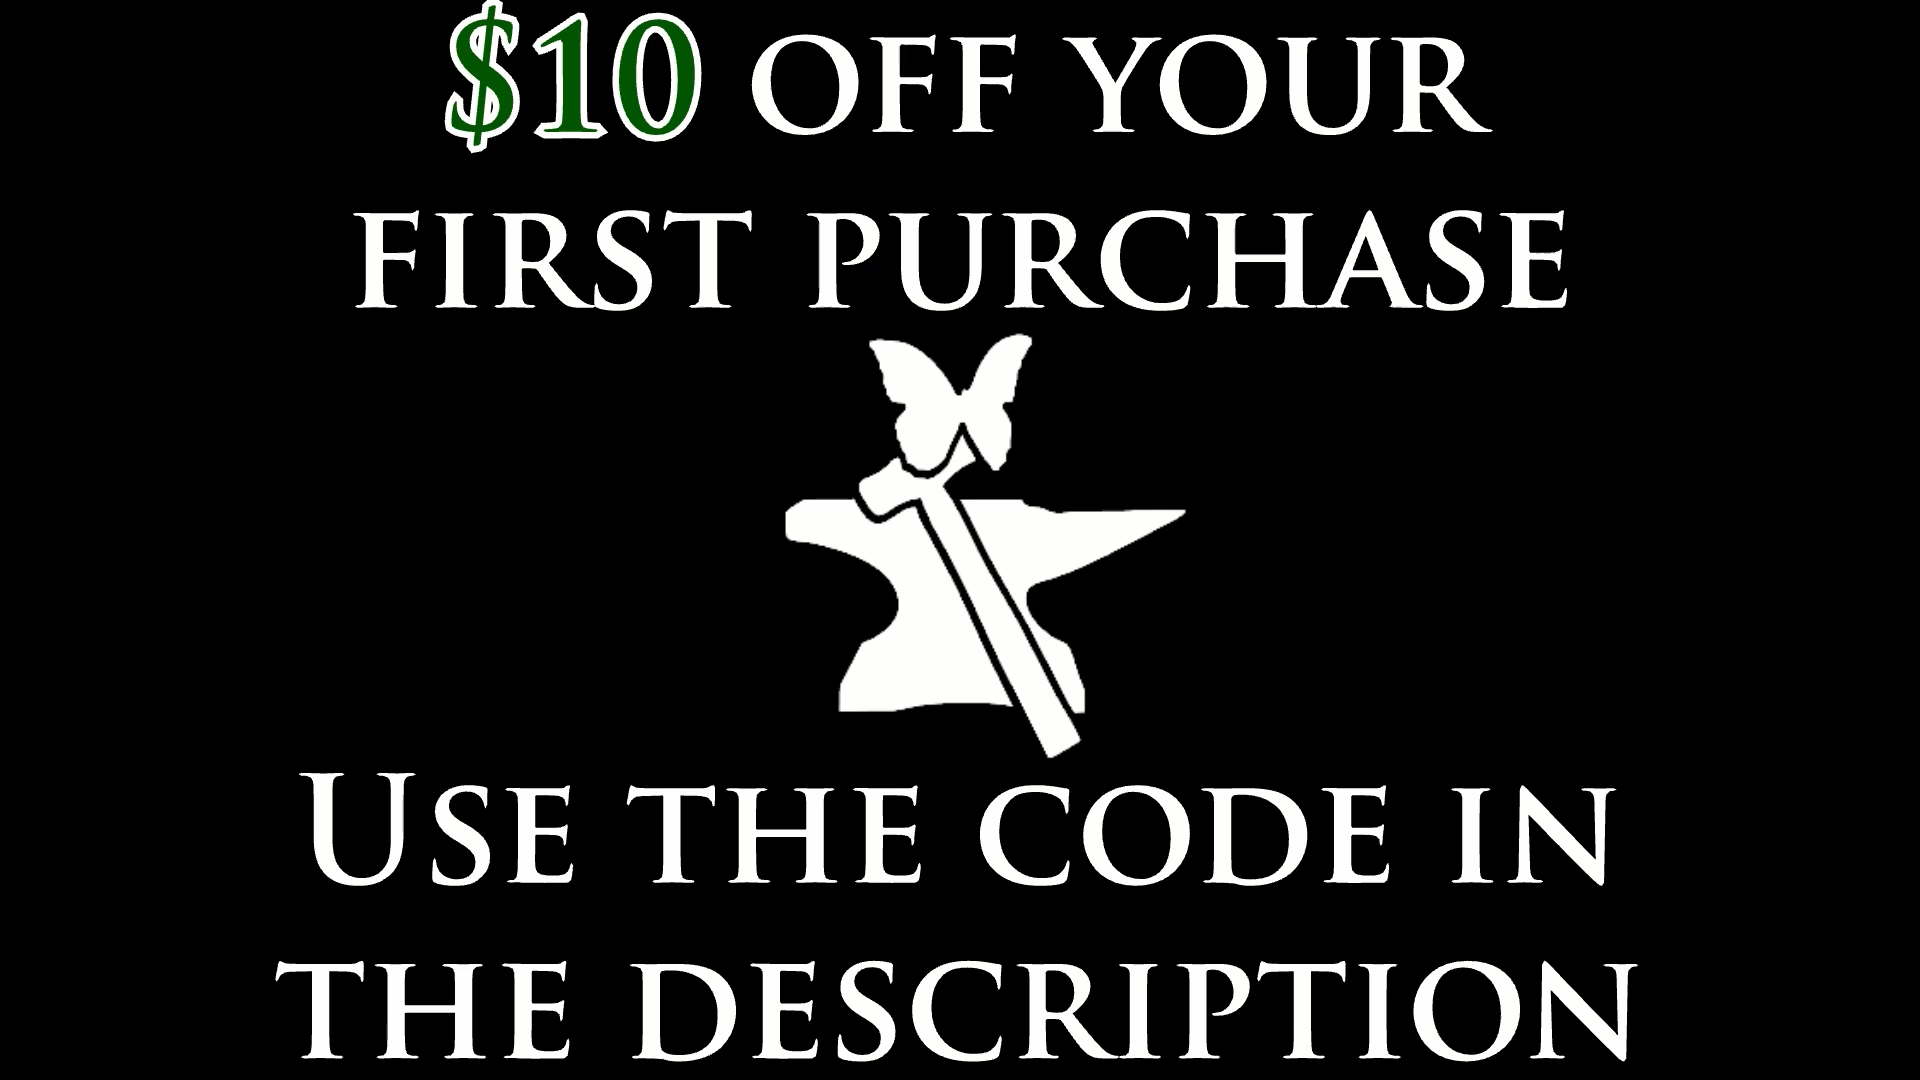 $10 OFF YOUR
FIRST PURCHASE
USE THE CODE IN
THE DESCRIPTION